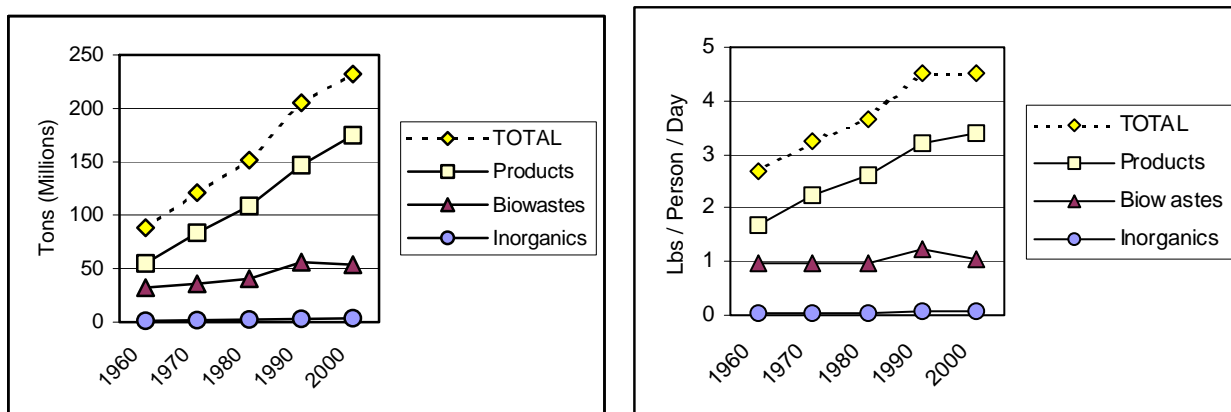 250
200
150
100
50
0
Tons (Millions)
1960
1970
1980
1990
2000
TOTAL
Products
Biowastes
Inorganics
5
4
3
2
1
0
Lbs / Person / Day
1960
1970
1980
1990
2000
TOTAL
Products
Biow astes
Inorganics